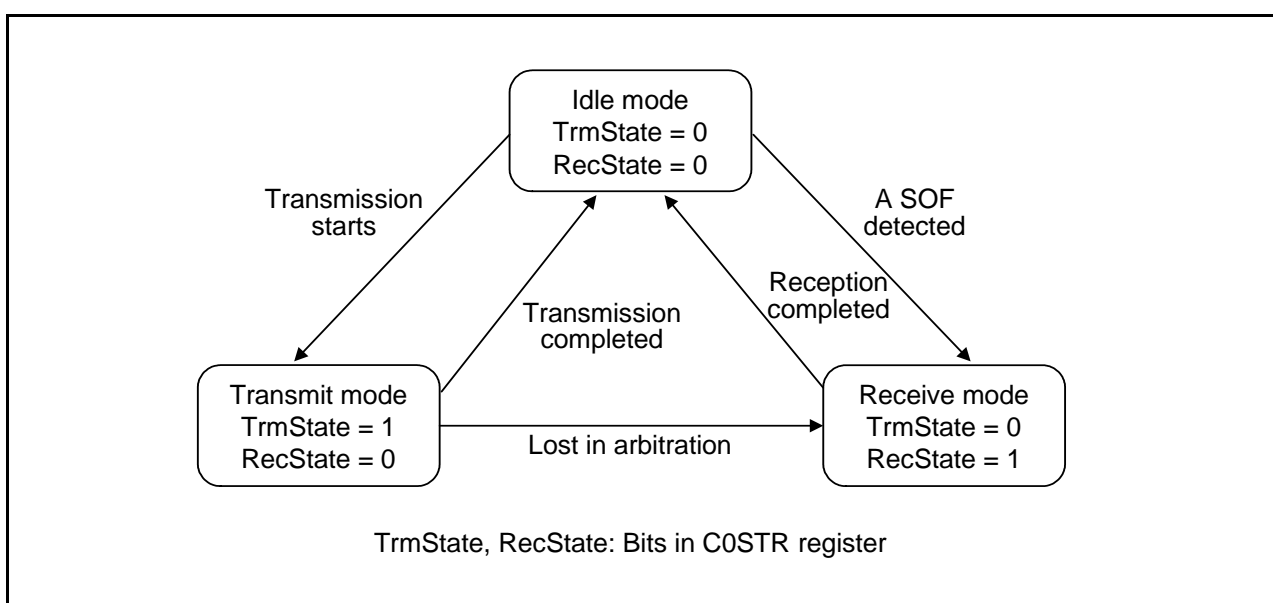 Idle mode
TrmState = 0
RecState = 0
Transmission
starts
A SOF
detected
Reception
completed
Transmission
completed
Transmit mode
TrmState = 1
RecState = 0
Lost in arbitration
Receive mode
TrmState = 0
RecState = 1
TrmState, RecState: Bits in C0STR register